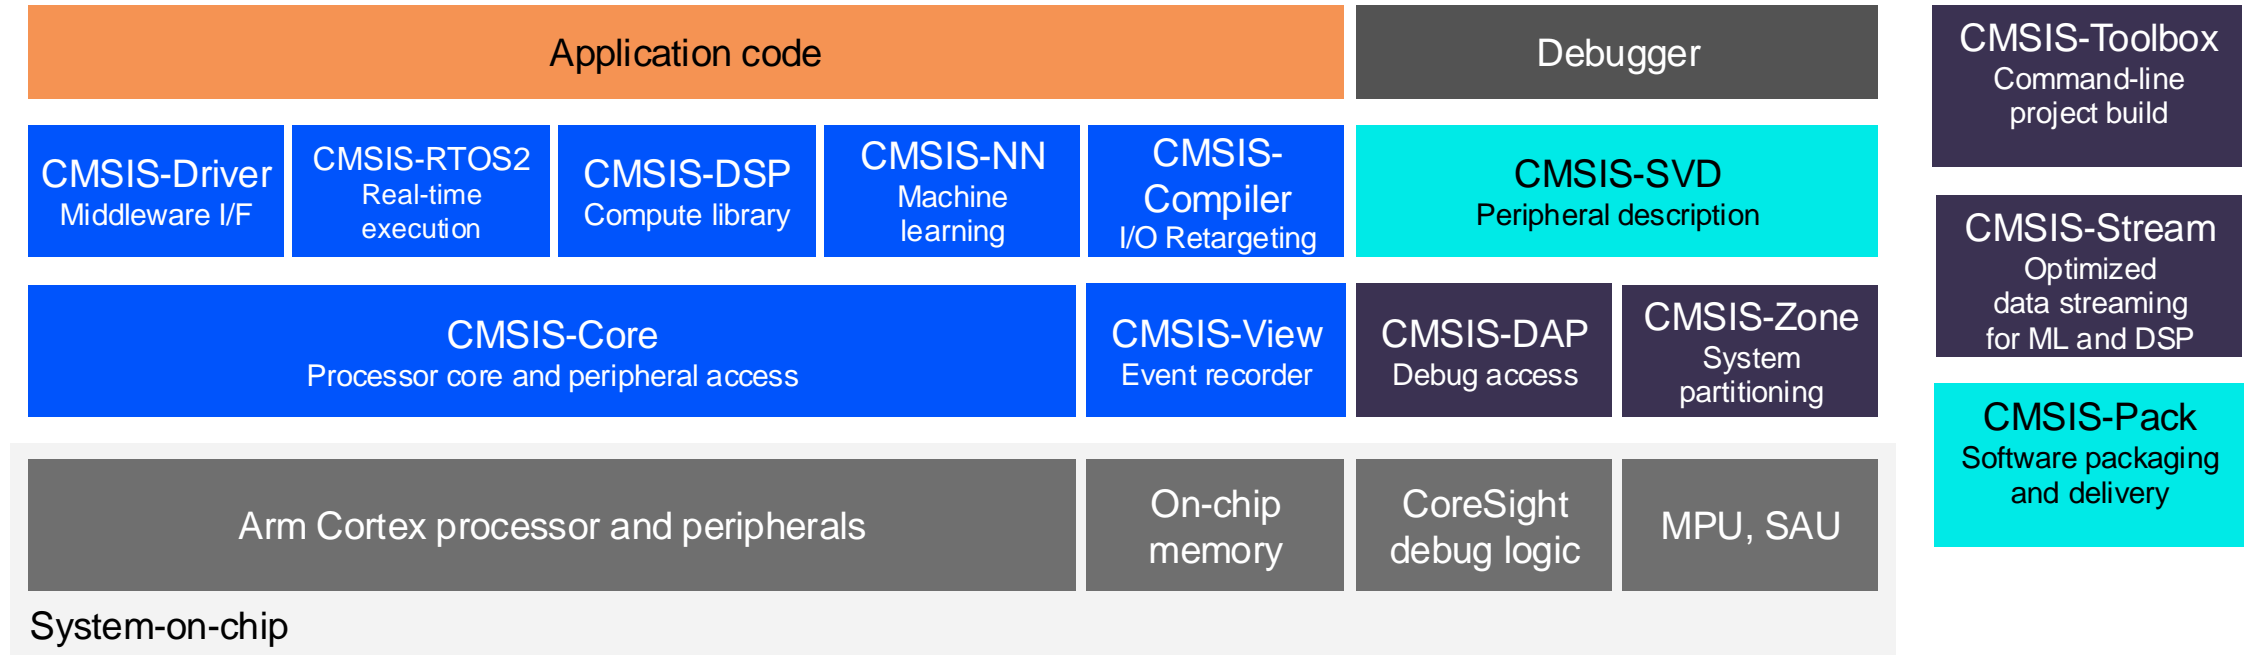 Application code
Debugger
CMSIS-Toolbox
Command-line
project build
CMSIS-Driver
Middleware I/F
CMSIS-RTOS2
Real-time
execution
CMSIS-DSP
Compute library
CMSIS-NN
Machine
learning
CMSIS-
Compiler
I/O Retargeting
CMSIS-SVD
Peripheral description
CMSIS-Stream
Optimized
data streaming
for ML and DSP
CMSIS-Core
Processor core and peripheral access
CMSIS-View
Event recorder
CMSIS-DAP
Debug access
CMSIS-Zone
System
partitioning
CMSIS-Pack
Software packaging
and delivery
Arm Cortex processor and peripherals
On-chip
memory
CoreSight
debug logic
MPU, SAU
System-on-chip